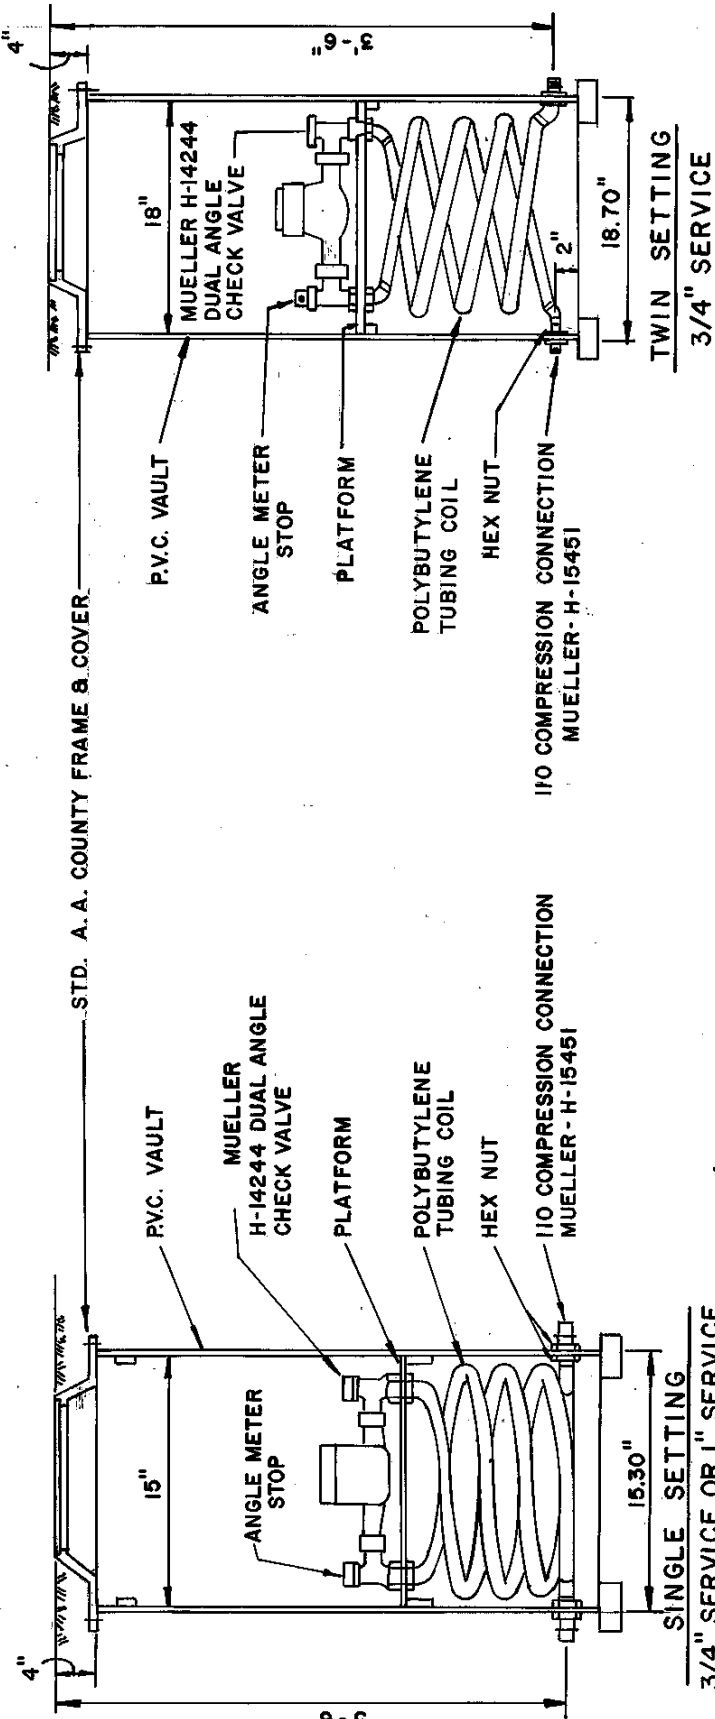 STD. A.A. COUNTY FRAME & COVER
4"
15"
P.V.C. VAULT
MUELLER
H-14244 DUAL ANGLE
CHECK VALVE
ANGLE METER
STOP
PLATFORM
POLYBUTYLENE
TUBING COIL
HEX NUT
110 COMPRESSION CONNECTION
MUELLER-H-15451
15.30"
SINGLE SETTING
3/4" SERVICE OR 1" SERVICE
4"
3'-6"
18"
P.V.C. VAULT
MUELLER H-14244
DUAL ANGLE
CHECK VALVE
ANGLE METER
STOP
PLATFORM
POLYBUTYLENE
TUBING COIL
HEX NUT
110 COMPRESSION CONNECTION
MUELLER-H-15451
2"
18.70"
TWIN SETTING
3/4" SERVICE